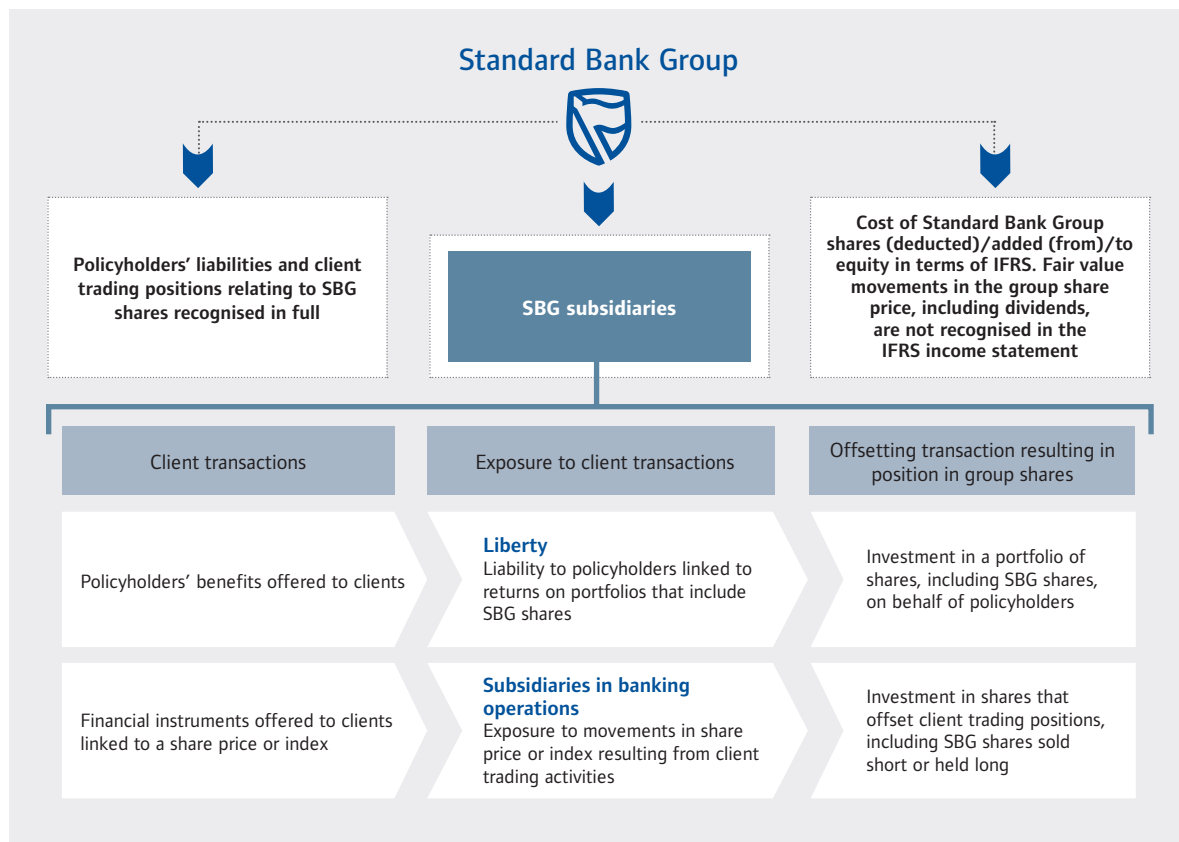 Standard Bank Group
Policyholders' liabilities and client
trading positions relating to SBG
shares recognised in full
SBG subsidiaries
Cost of Standard Bank Group
shares (deducted)/added (from)/to
equity in terms of IFRS. Fair value
movements in the group share
price, including dividends,
are not recognised in the
IFRS income statement
Client transactions
Exposure to client transactions
Offsetting transaction resulting in
position in group shares
Policyholders' benefits offered to clients
Liberty
Liability to policyholders linked to
returns on portfolios that include
SBG shares
Investment in a portfolio of
shares, including SBG shares,
on behalf of policyholders
Financial instruments offered to clients
linked to a share price or index
Subsidiaries in banking
operations
Exposure to movements in share
price or index resulting from client
trading activities
Investment in shares that
offset client trading positions,
including SBG shares sold
short or held long